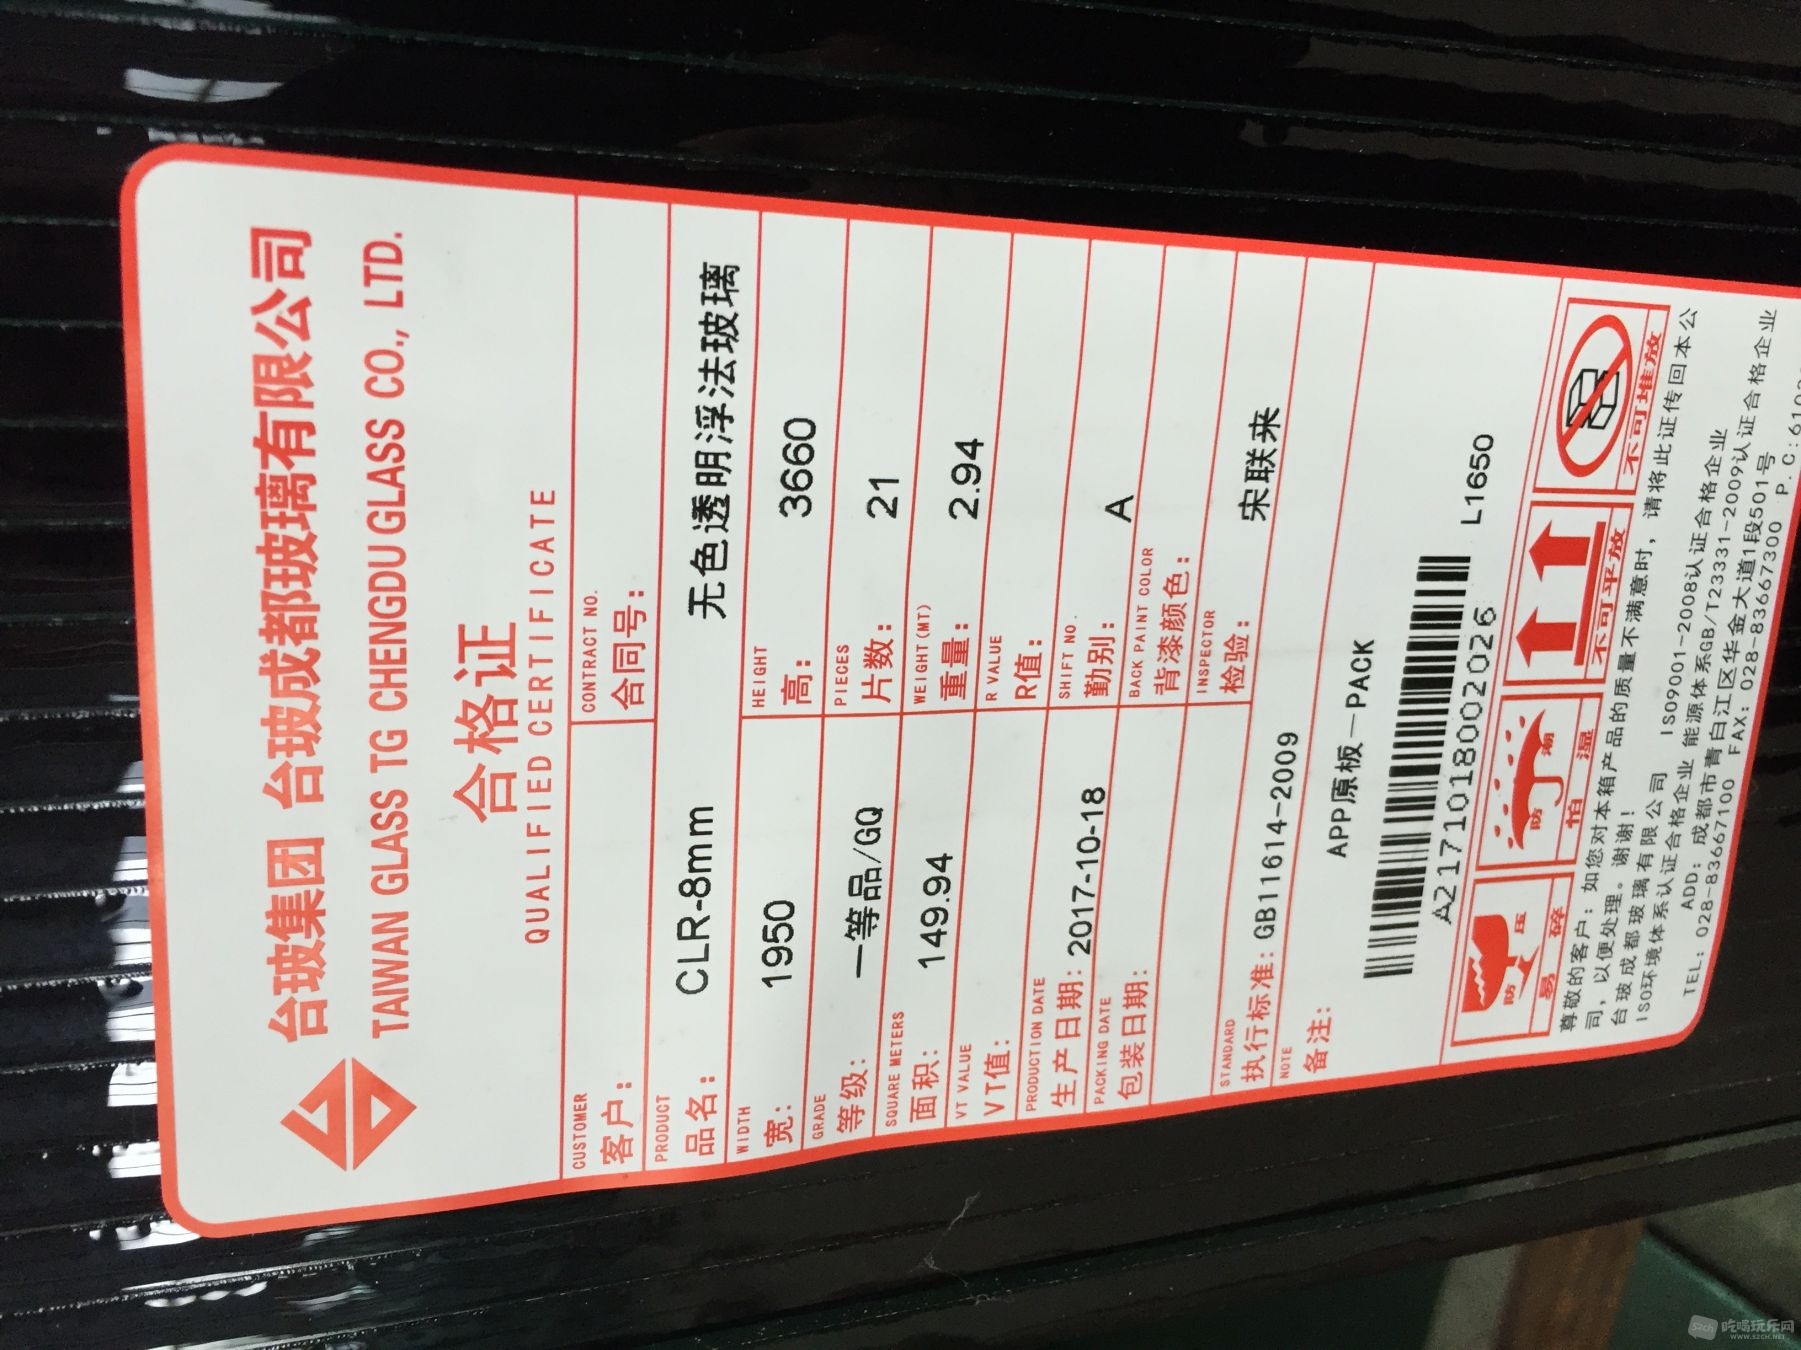 台玻集团 台玻成都玻璃有限公司
TAIWAN GLASS TG CHENGDU GLASS CO., LTD.
合格证
QUALIFIED CERTIFICATE
CUSTOMER
客户:
CONTRACT NO.
合同号:
PRODUCT
品名: CLR-8mm 无色透明浮法玻璃
WIDTH
宽: 1950
HEIGHT
高: 3660
GRADE
等级: 一等品/GQ
PIECES
片数: 21
SQUARE METERS
面积: 149.94
WEIGHT(MT)
重量: 2.94
VT VALUE
VT值:
R VALUE
R值:
PRODUCTION DATE
生产日期: 2017-10-18
SHIFT NO.
勤别: A
PACKING DATE
包装日期:
BACK PAINT COLOR
背漆颜色:
INSPECTOR
检验: 宋联来
STANDARD
执行标准: GB11614-2009
NOTE
备注:
APP原板—PACK
L1650
A2171018002026
防压
易碎
防潮
怕湿
不可平放
不可堆放
尊敬的客户: 如您对本箱产品的质量不满意时, 请将此证传回本公
司, 以便处理。谢谢!
台玻成都玻璃有限公司 ISO9001-2008认证合格企业
ISO环境体系认证合格企业 能源体系GB/T23331-2009认证合格企业
ADD: 成都市青白江区华金大道1段501号
TEL: 028-83667100 FAX: 028-83667300 P.C:
吃喝玩乐网
WWW.52CH.NET